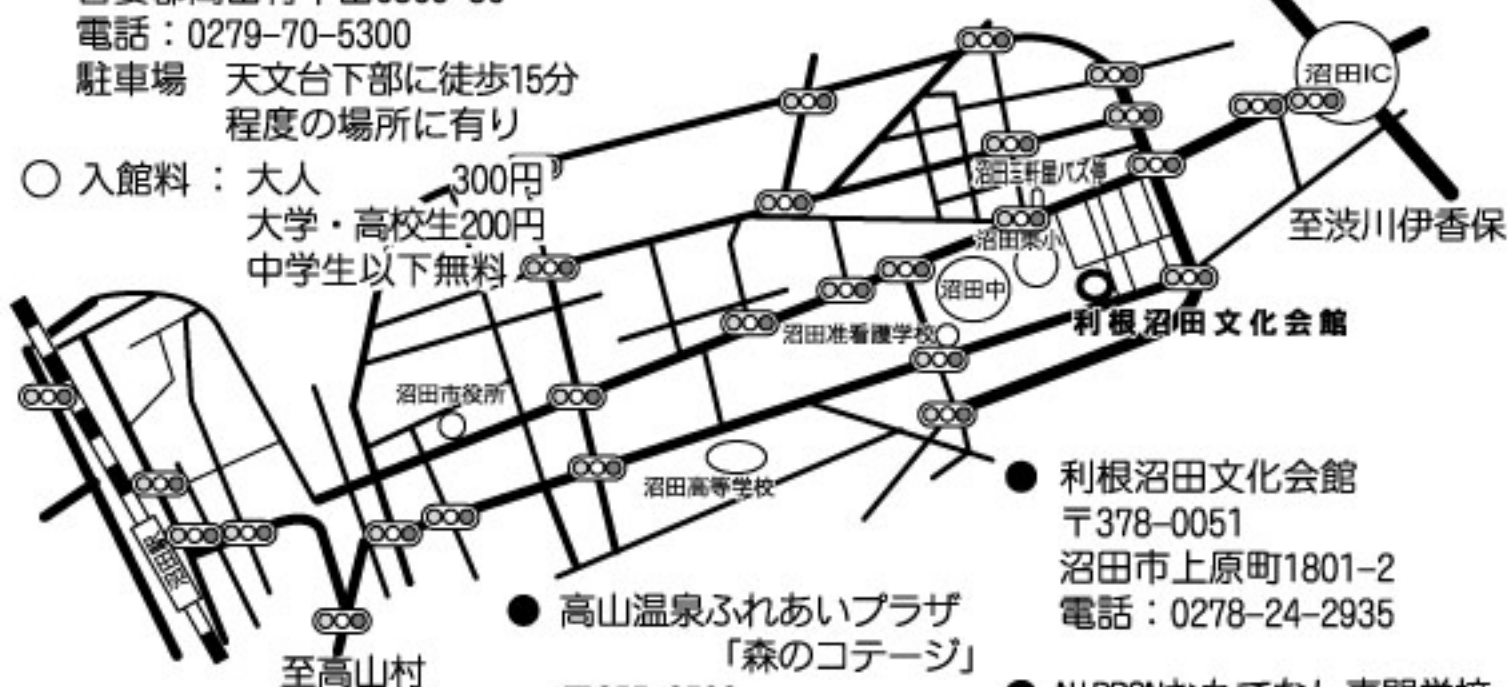 電話：0279-70-5300
駐車場　天文台下部に徒歩15分
程度の場所に有り
○ 入館料 ： 大人　300円
大学・高校生200円
中学生以下無料
沼田IC
至渋川伊香保
沼田三軒屋バス停
沼田東小
沼田中
利根沼田文化会館
沼田准看護学校
沼田市役所
沼田高等学校
沼田駅
至高山村
● 高山温泉ふれあいプラザ
「森のコテージ」
● 利根沼田文化会館
〒378-0051
沼田市上原町1801-2
電話：0278-24-2935